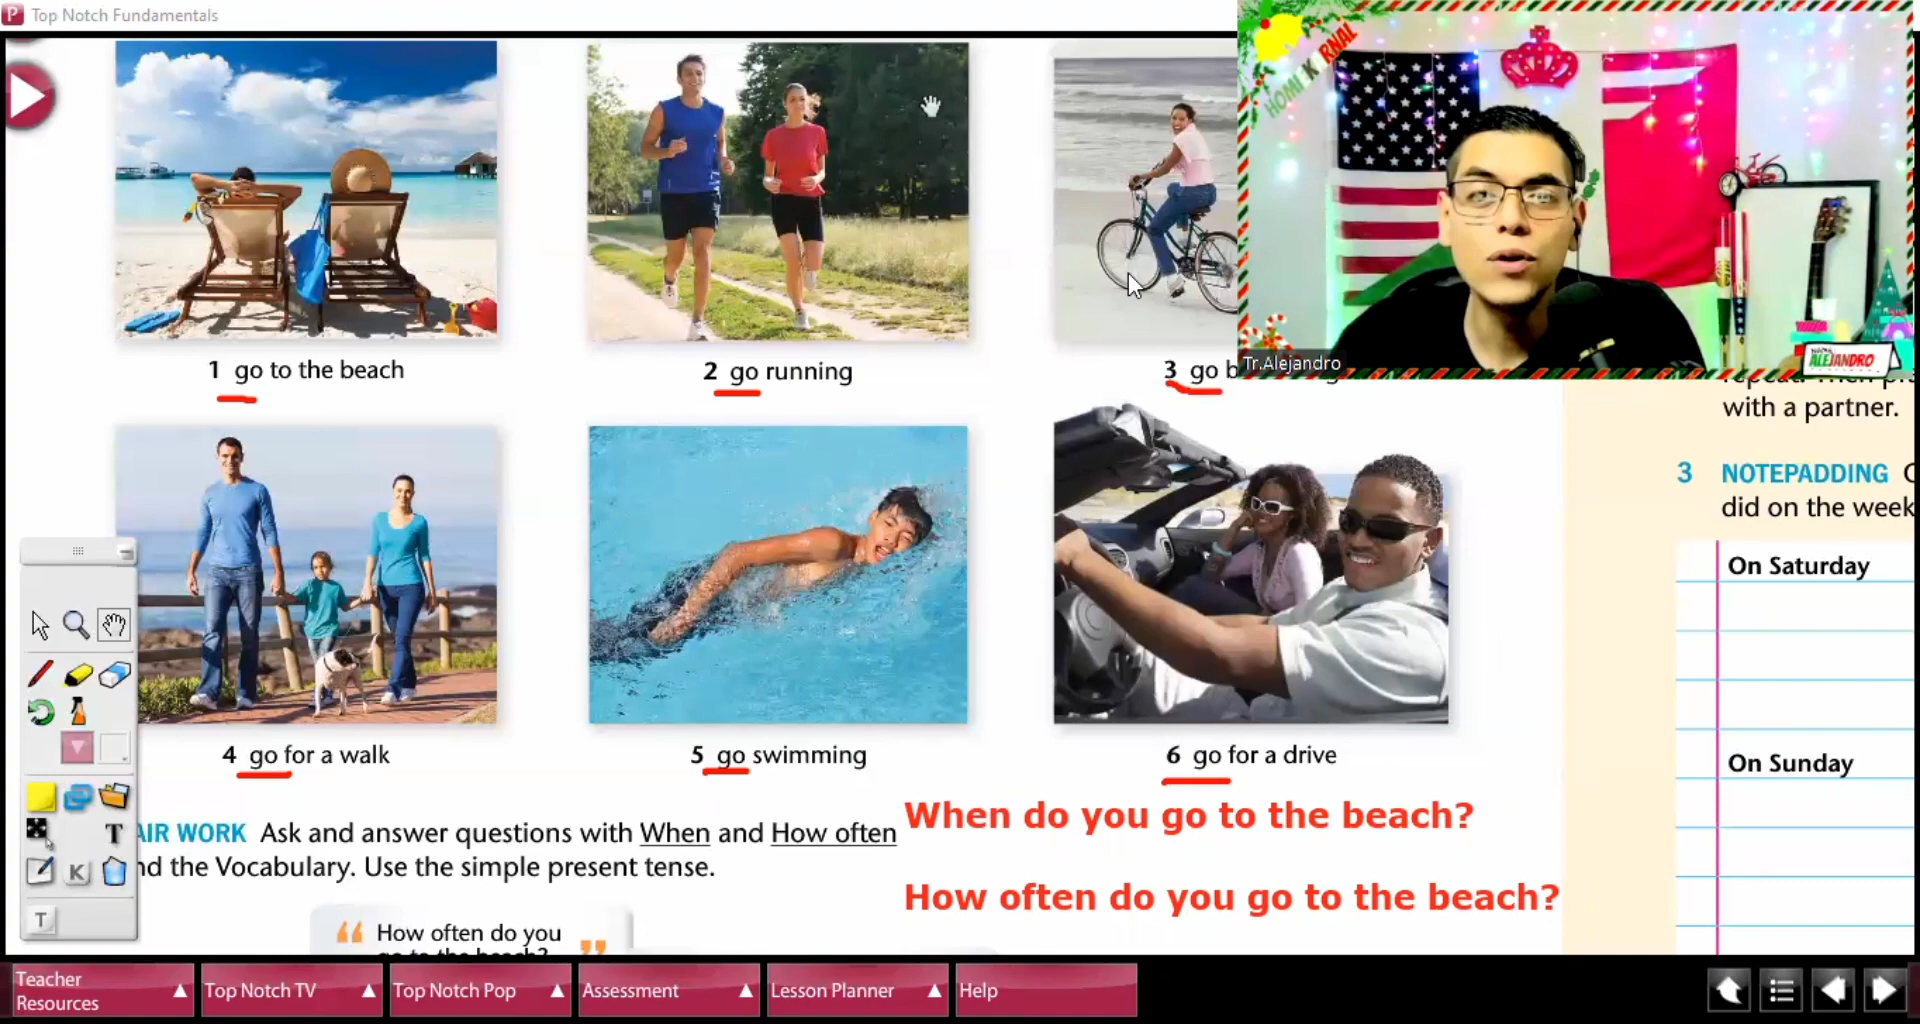 Top Notch Fundamentals
HOMI K RNAL
Tr.Alejandro
ALEJANDRO
1 go to the beach
2 go running
3 go b
with a partner.
4 go for a walk
5 go swimming
6 go for a drive
3 NOTEPADDING
did on the week
On Saturday
On Sunday
AIR WORK Ask and answer questions with When and How often
nd the Vocabulary. Use the simple present tense.
When do you go to the beach?
How often do you go to the beach?
“ How often do you ”
T
K
T
Teacher
Resources
Top Notch TV
Top Notch Pop
Assessment
Lesson Planner
Help